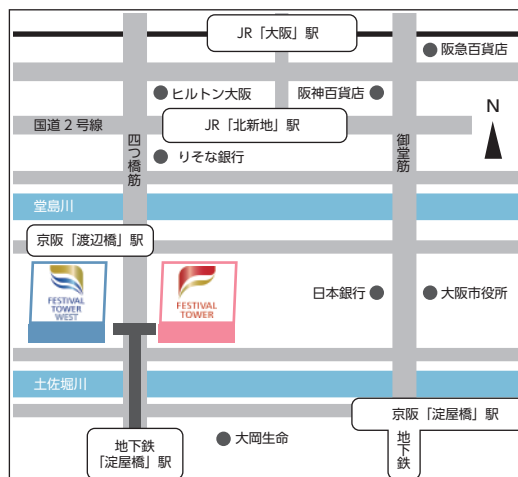 JR「大阪」駅
阪急百貨店
ヒルトン大阪
阪神百貨店
N
国道2号線
JR「北新地」駅
四つ橋筋
御堂筋
りそな銀行
堂島川
京阪「渡辺橋」駅
FESTIVAL
TOWER
WEST
FESTIVAL
TOWER
日本銀行
大阪市役所
土佐堀川
京阪「淀屋橋」駅
地下鉄
地下鉄
「淀屋橋」駅
大岡生命